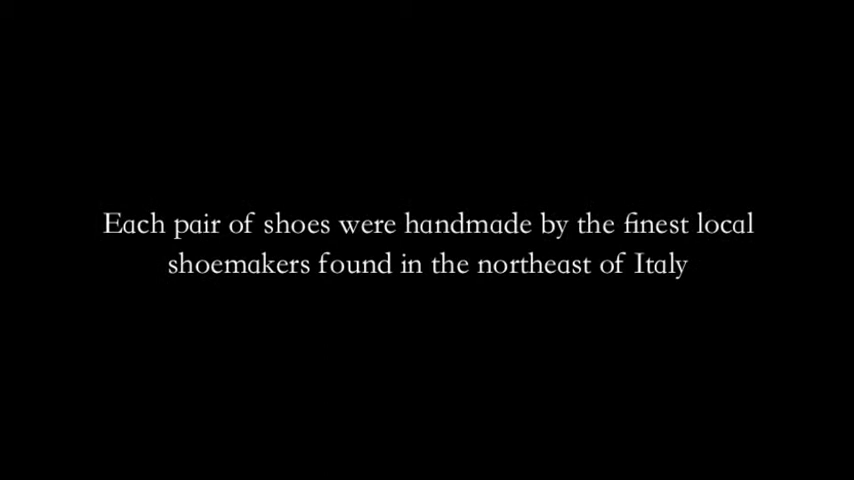 Each pair of shoes were handmade by the finest local
shoemakers found in the northeast of Italy